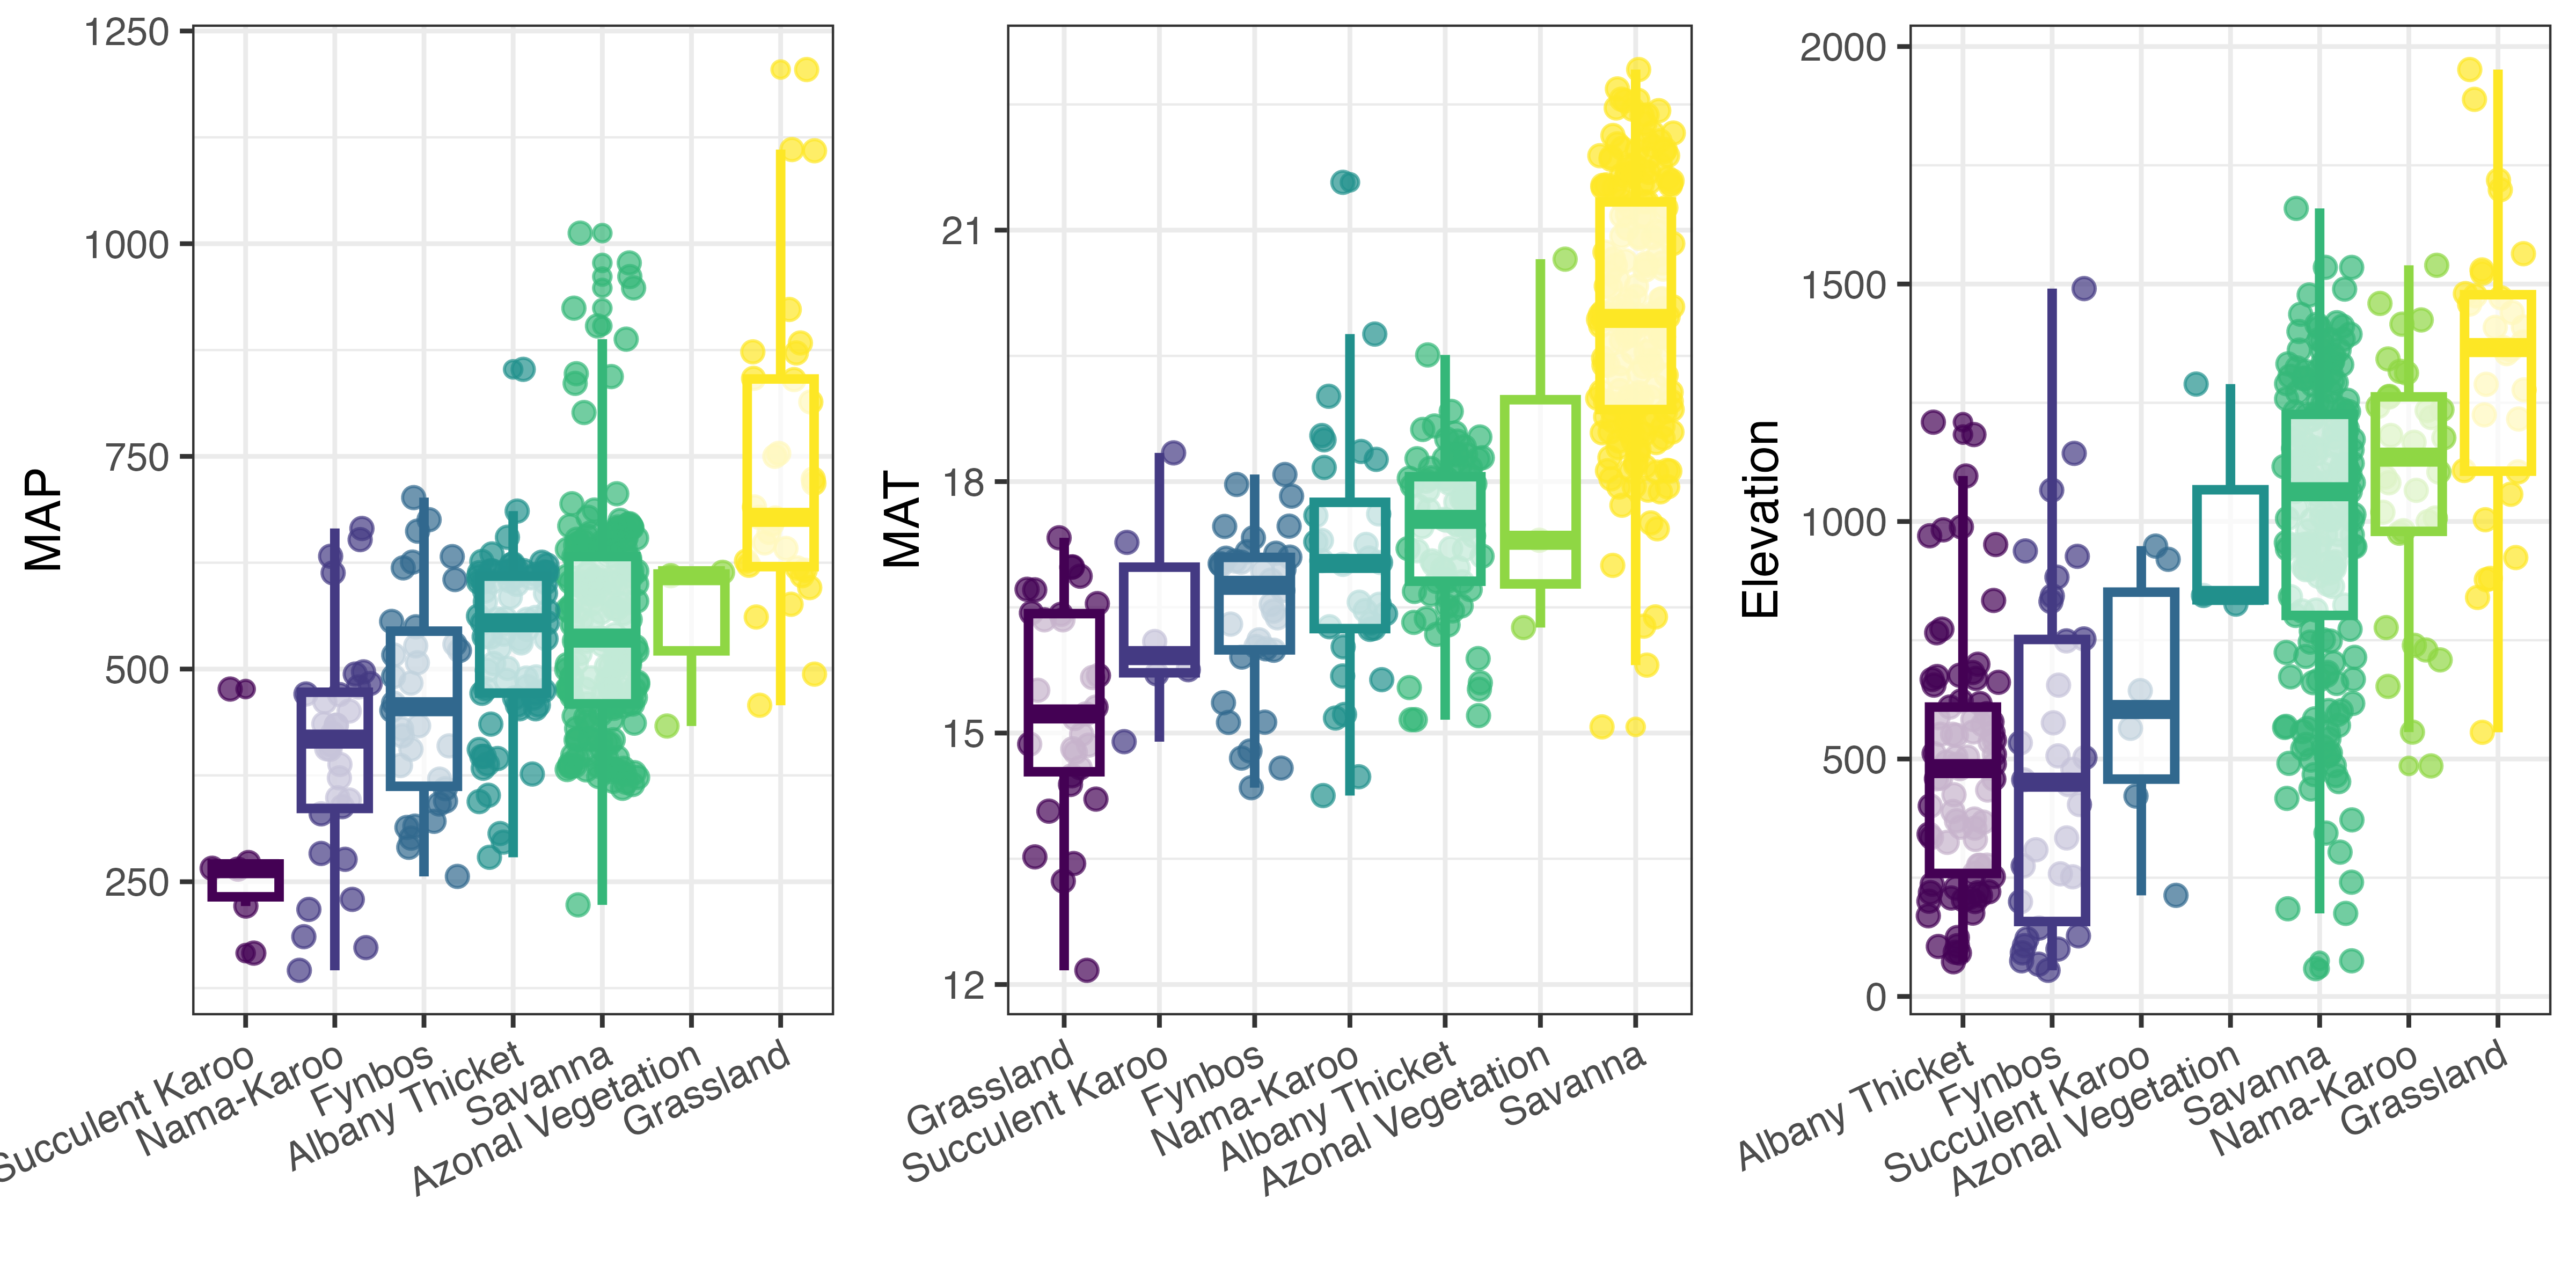 MAP
1250
1000
750
500
250
Succulent Karoo
Nama-Karoo
Fynbos
Albany Thicket
Savanna
Azonal Vegetation
Grassland
MAT
21
18
15
12
Grassland
Succulent Karoo
Fynbos
Nama-Karoo
Albany Thicket
Azonal Vegetation
Savanna
Elevation
2000
1500
1000
500
0
Albany Thicket
Fynbos
Succulent Karoo
Azonal Vegetation
Savanna
Nama-Karoo
Grassland